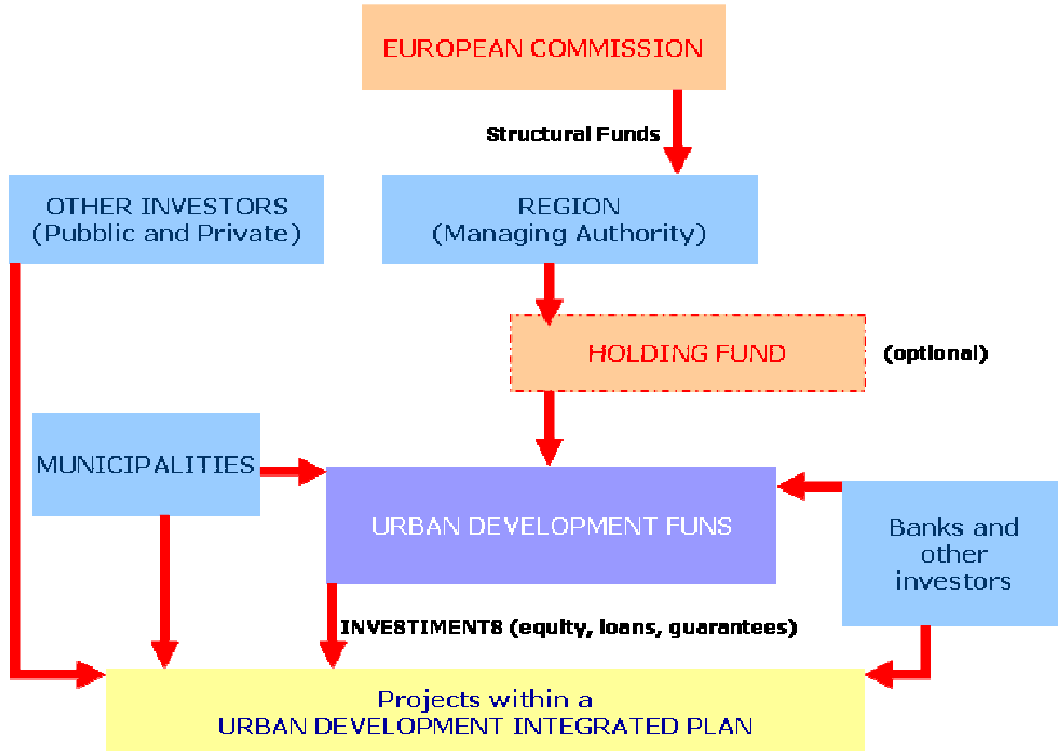 EUROPEAN COMMISSION
Structural Funds
OTHER INVESTORS
(Pubblic and Private)
REGION
(Managing Authority)
HOLDING FUND
(optional)
MUNICIPALITIES
URBAN DEVELOPMENT FUNS
Banks and
other
investors
INVESTIMENTS (equity, loans, guarantees)
Projects within a
URBAN DEVELOPMENT INTEGRATED PLAN